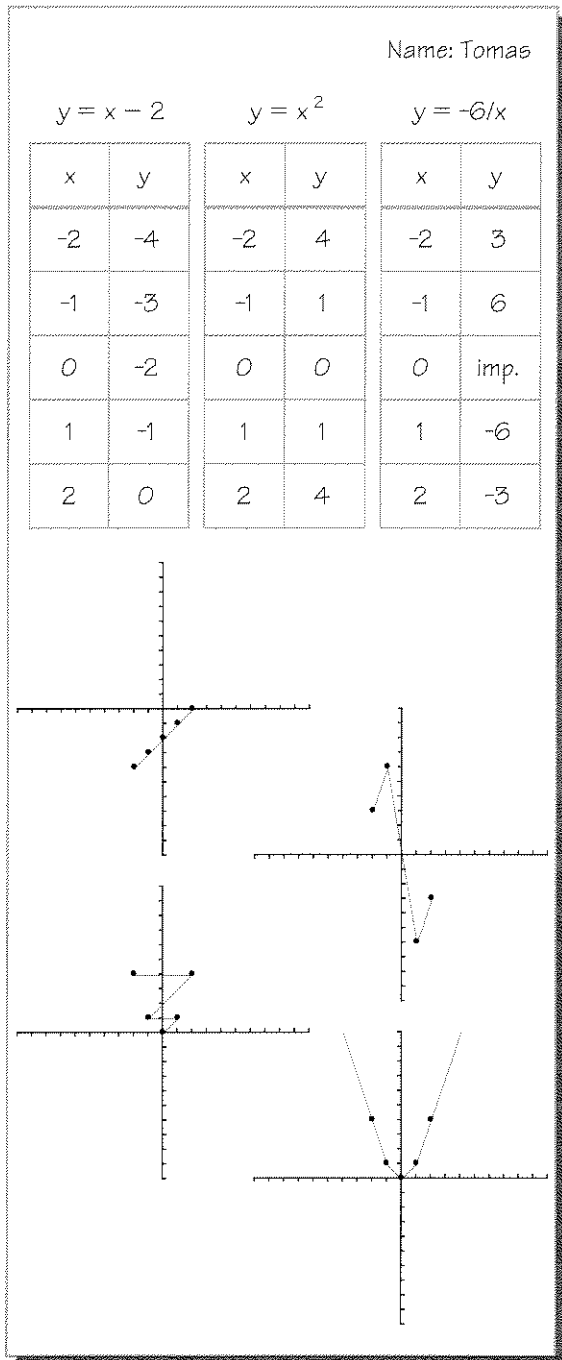 Name: Tomas
y = x − 2 y = x² y = -6/x
x y x y x y
-2 -4 -2 4 -2 3
-1 -3 -1 1 -1 6
0 -2 0 0 0 imp.
1 -1 1 1 1 -6
2 0 2 4 2 -3